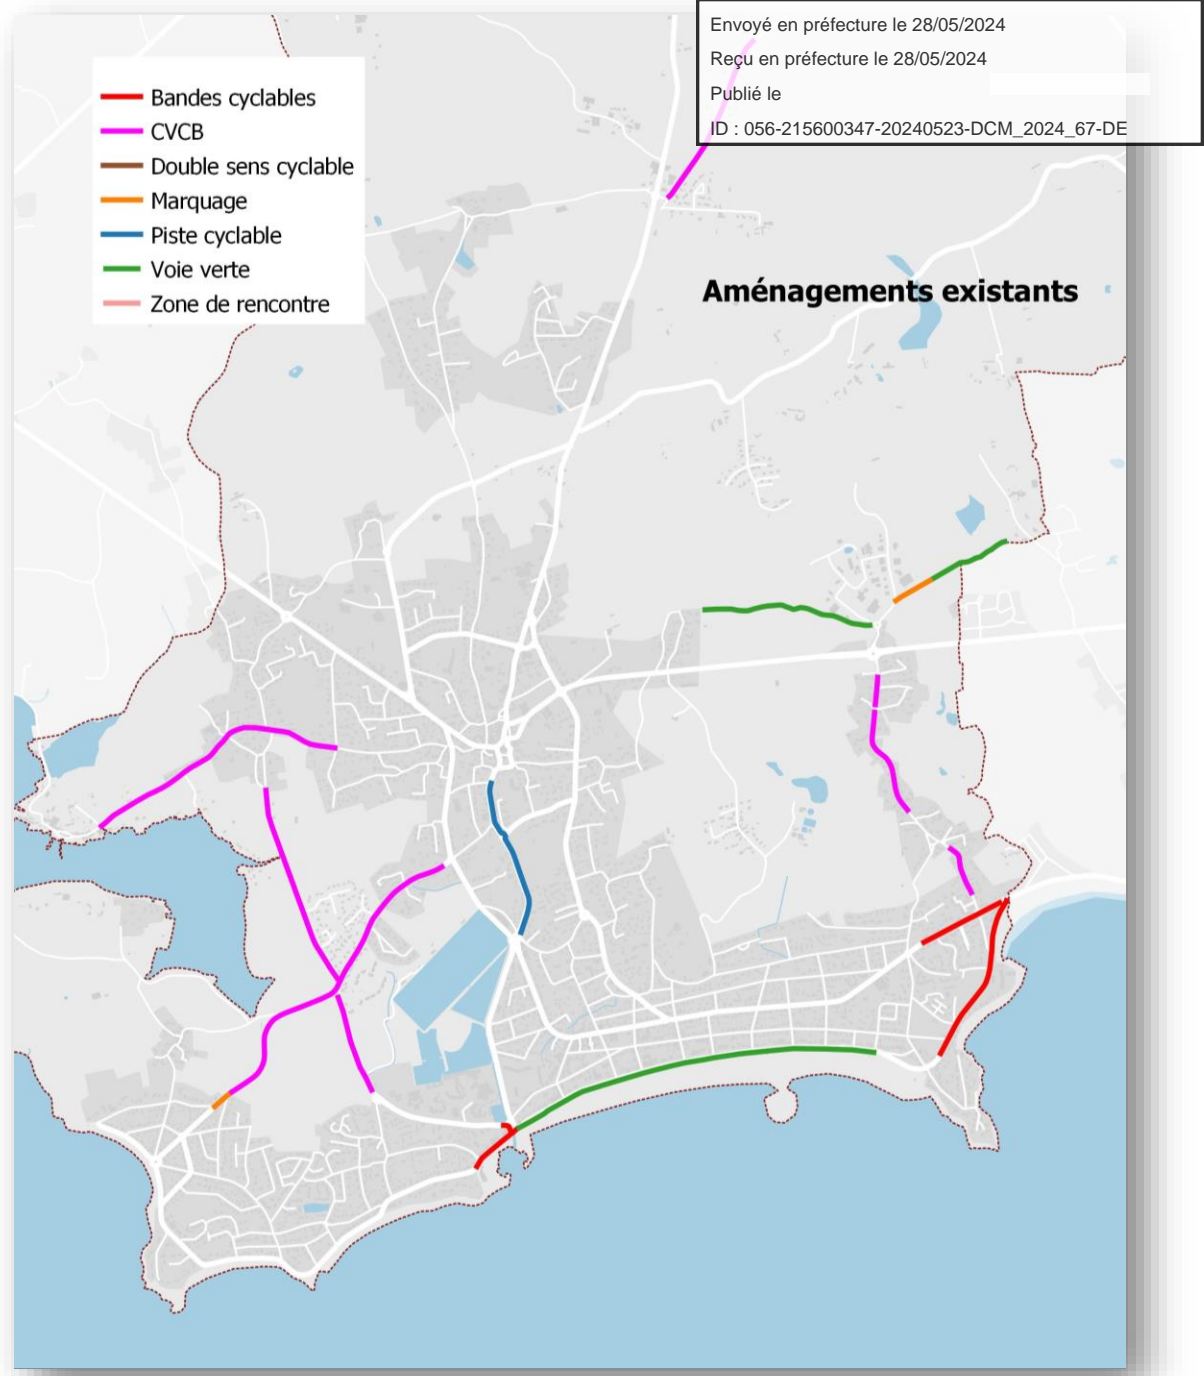 Envoyé en préfecture le 28/05/2024
Reçu en préfecture le 28/05/2024
Publié le
ID : 056-215600347-20240523-DCM_2024_67-DE
Bandes cyclables
CVCB
Double sens cyclable
Marquage
Piste cyclable
Voie verte
Zone de rencontre
Aménagements existants